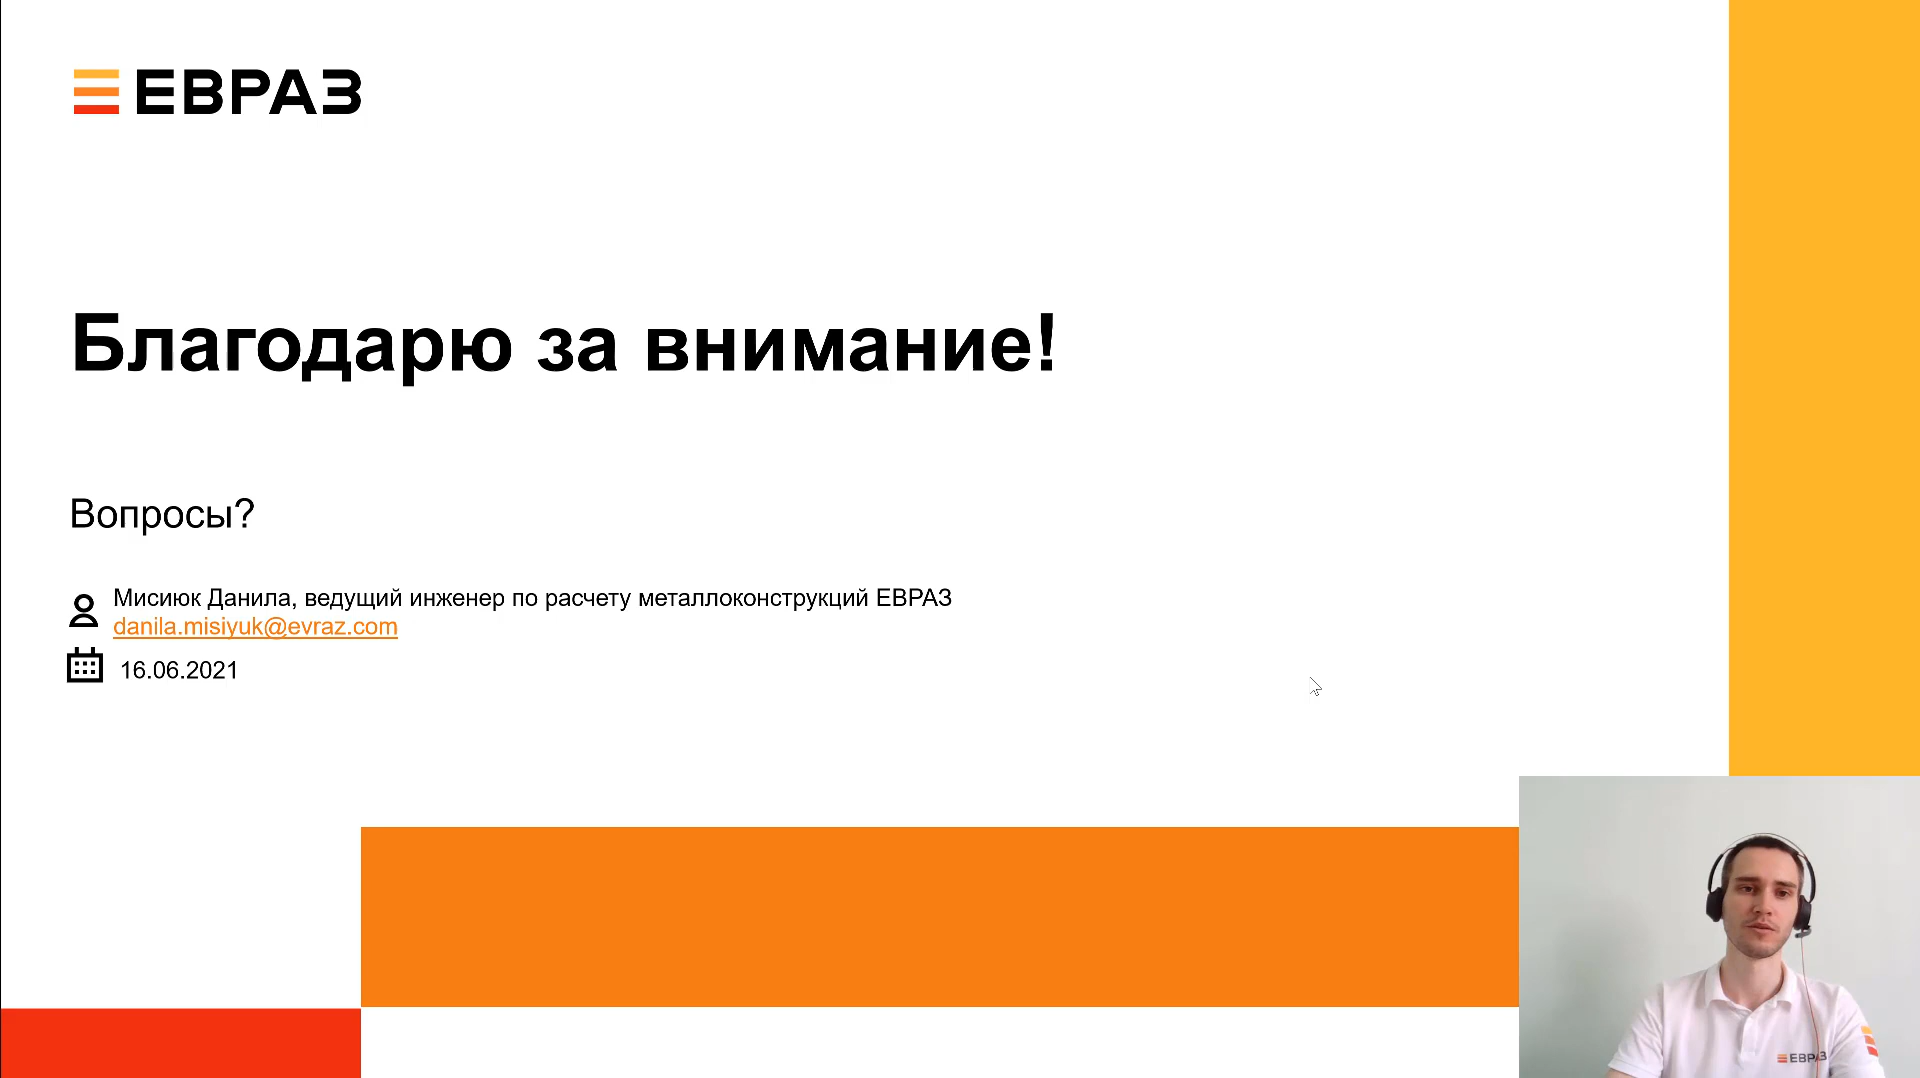 ЕВРАЗ
Благодарю за внимание!
Вопросы?
Мисиюк Данила, ведущий инженер по расчету металлоконструкций ЕВРАЗ
danila.misiyuk@evraz.com
16.06.2021
ЕВРАЗ